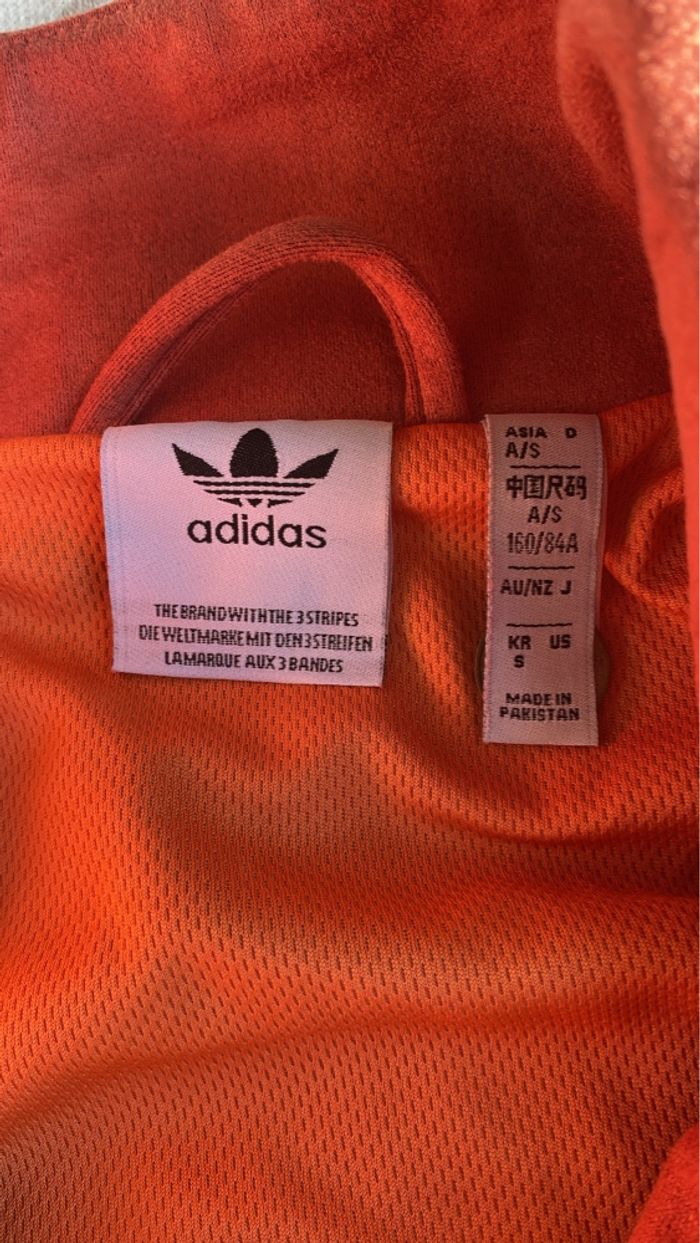 adidas
THE BRAND WITH THE 3 STRIPES
DIE WELTMARKE MIT DEN 3 STREIFEN
LA MARQUE AUX 3 BANDES
ASIA D
A/S
中国尺码
A/S
160/84A
AU/NZ J
KR US
S
MADE IN
PAKISTAN